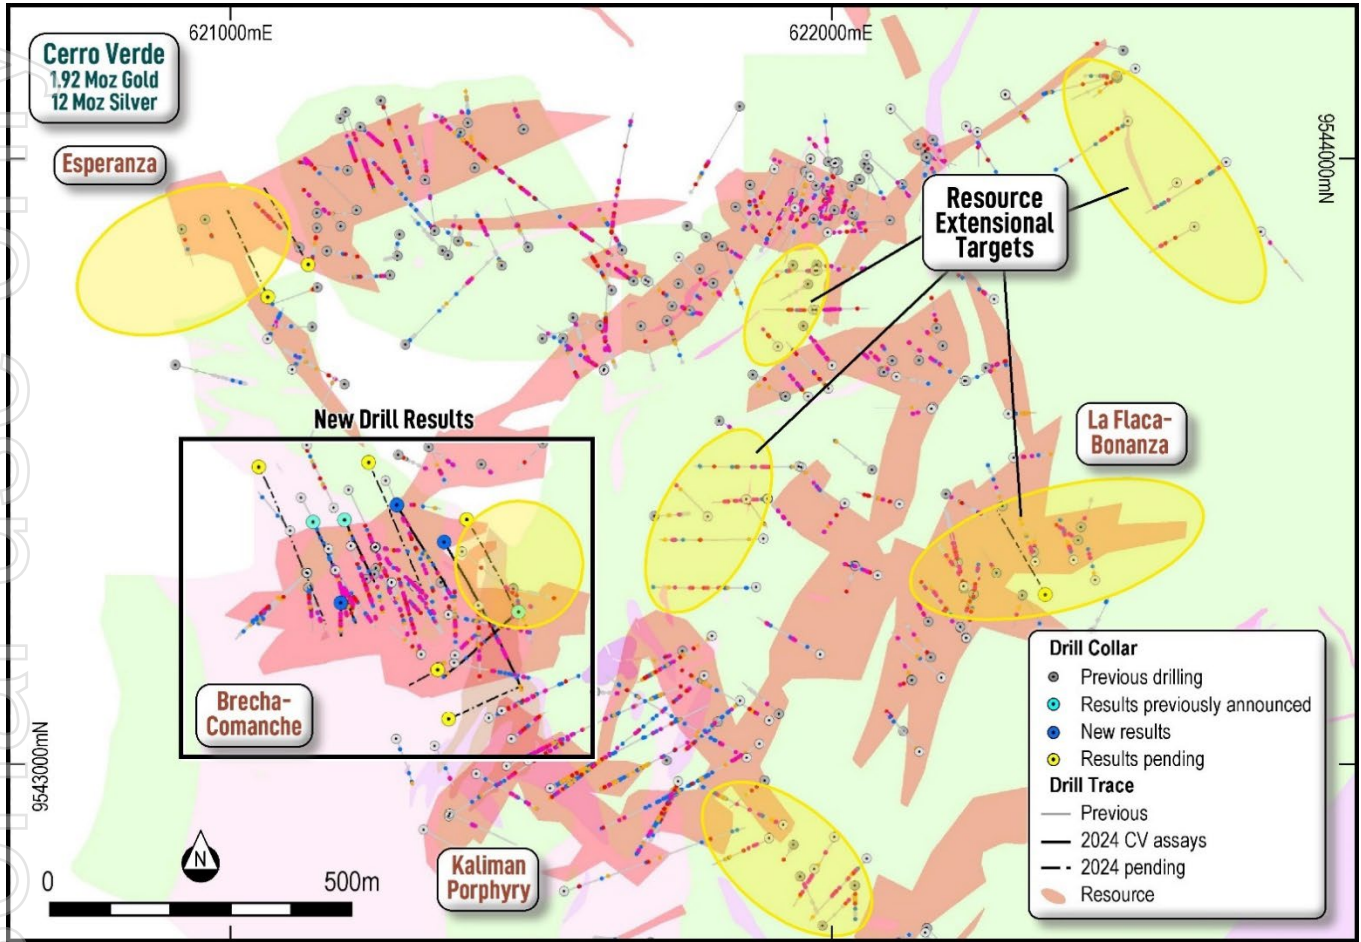 621000mE
622000mE
Cerro Verde
1.92 Moz Gold
12 Moz Silver
Esperanza
9544000mN
Resource
Extensional
Targets
New Drill Results
La Flaca-
Bonanza
Brecha-
Comanche
9543000mN
Kaliman
Porphyry
N
0
500m
Drill Collar
Previous drilling
Results previously announced
New results
Results pending
Drill Trace
Previous
2024 CV assays
2024 pending
Resource